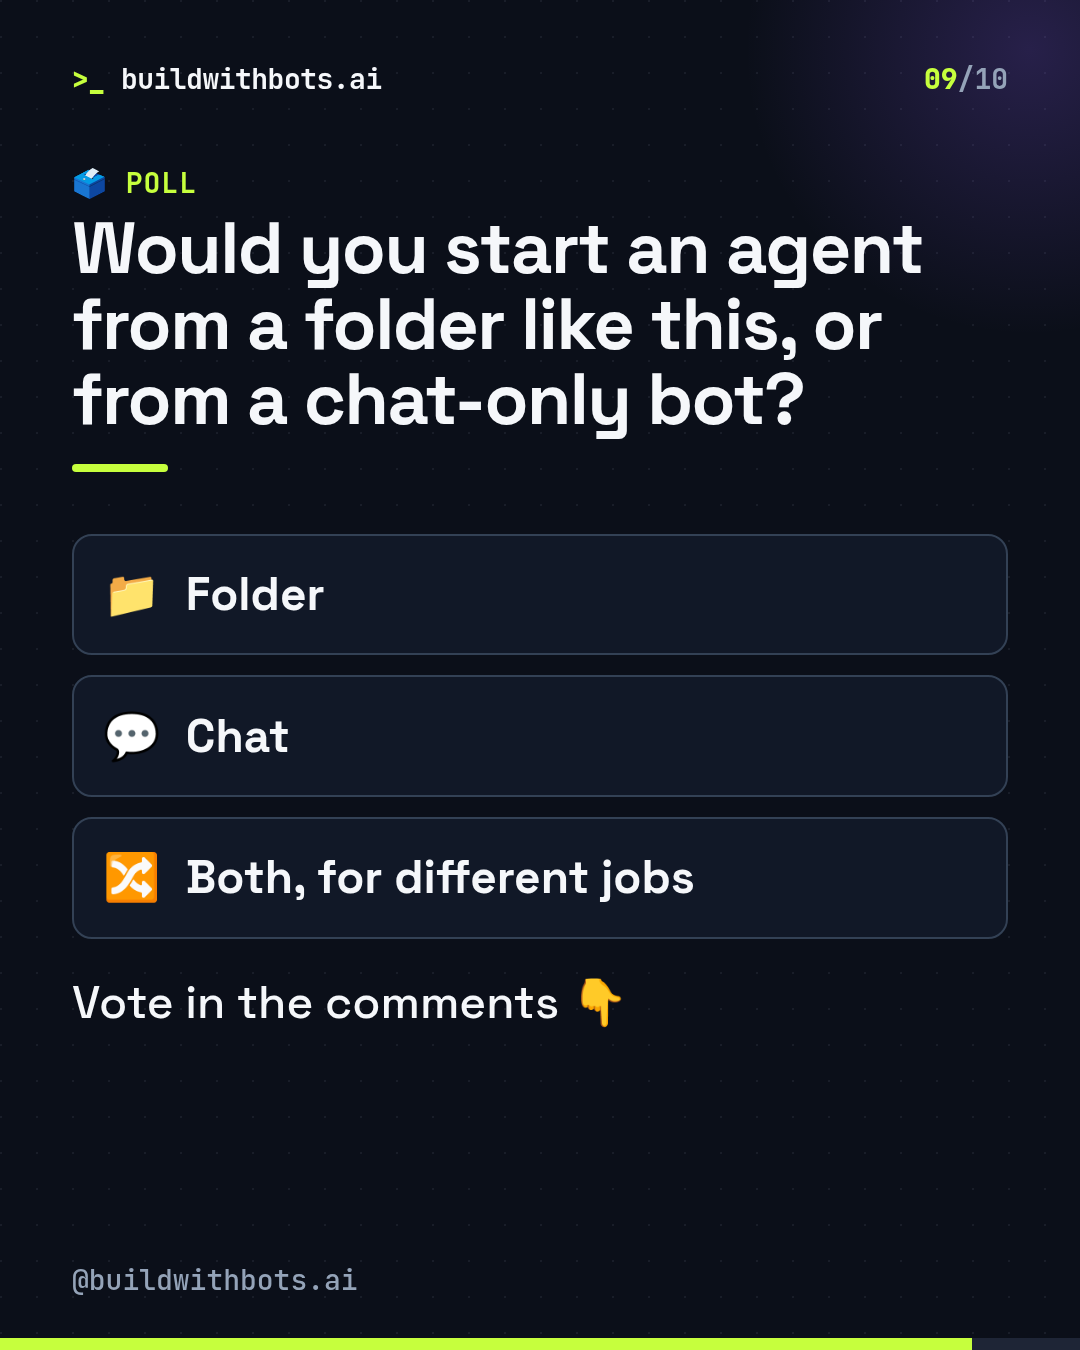 >_ buildwithbots.ai
09/10
🗳️ POLL
Would you start an agent
from a folder like this, or
from a chat-only bot?
📁 Folder
💬 Chat
🔀 Both, for different jobs
Vote in the comments 👇
@buildwithbots.ai